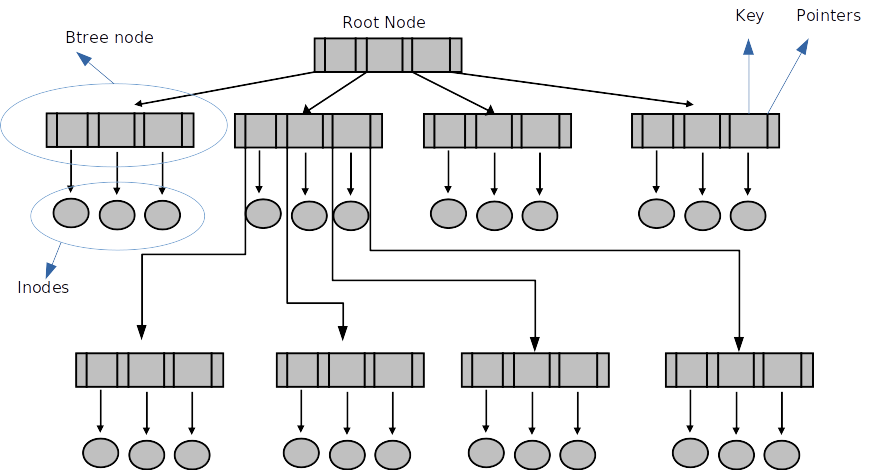 Root Node
Key
Pointers
Btree node
Inodes